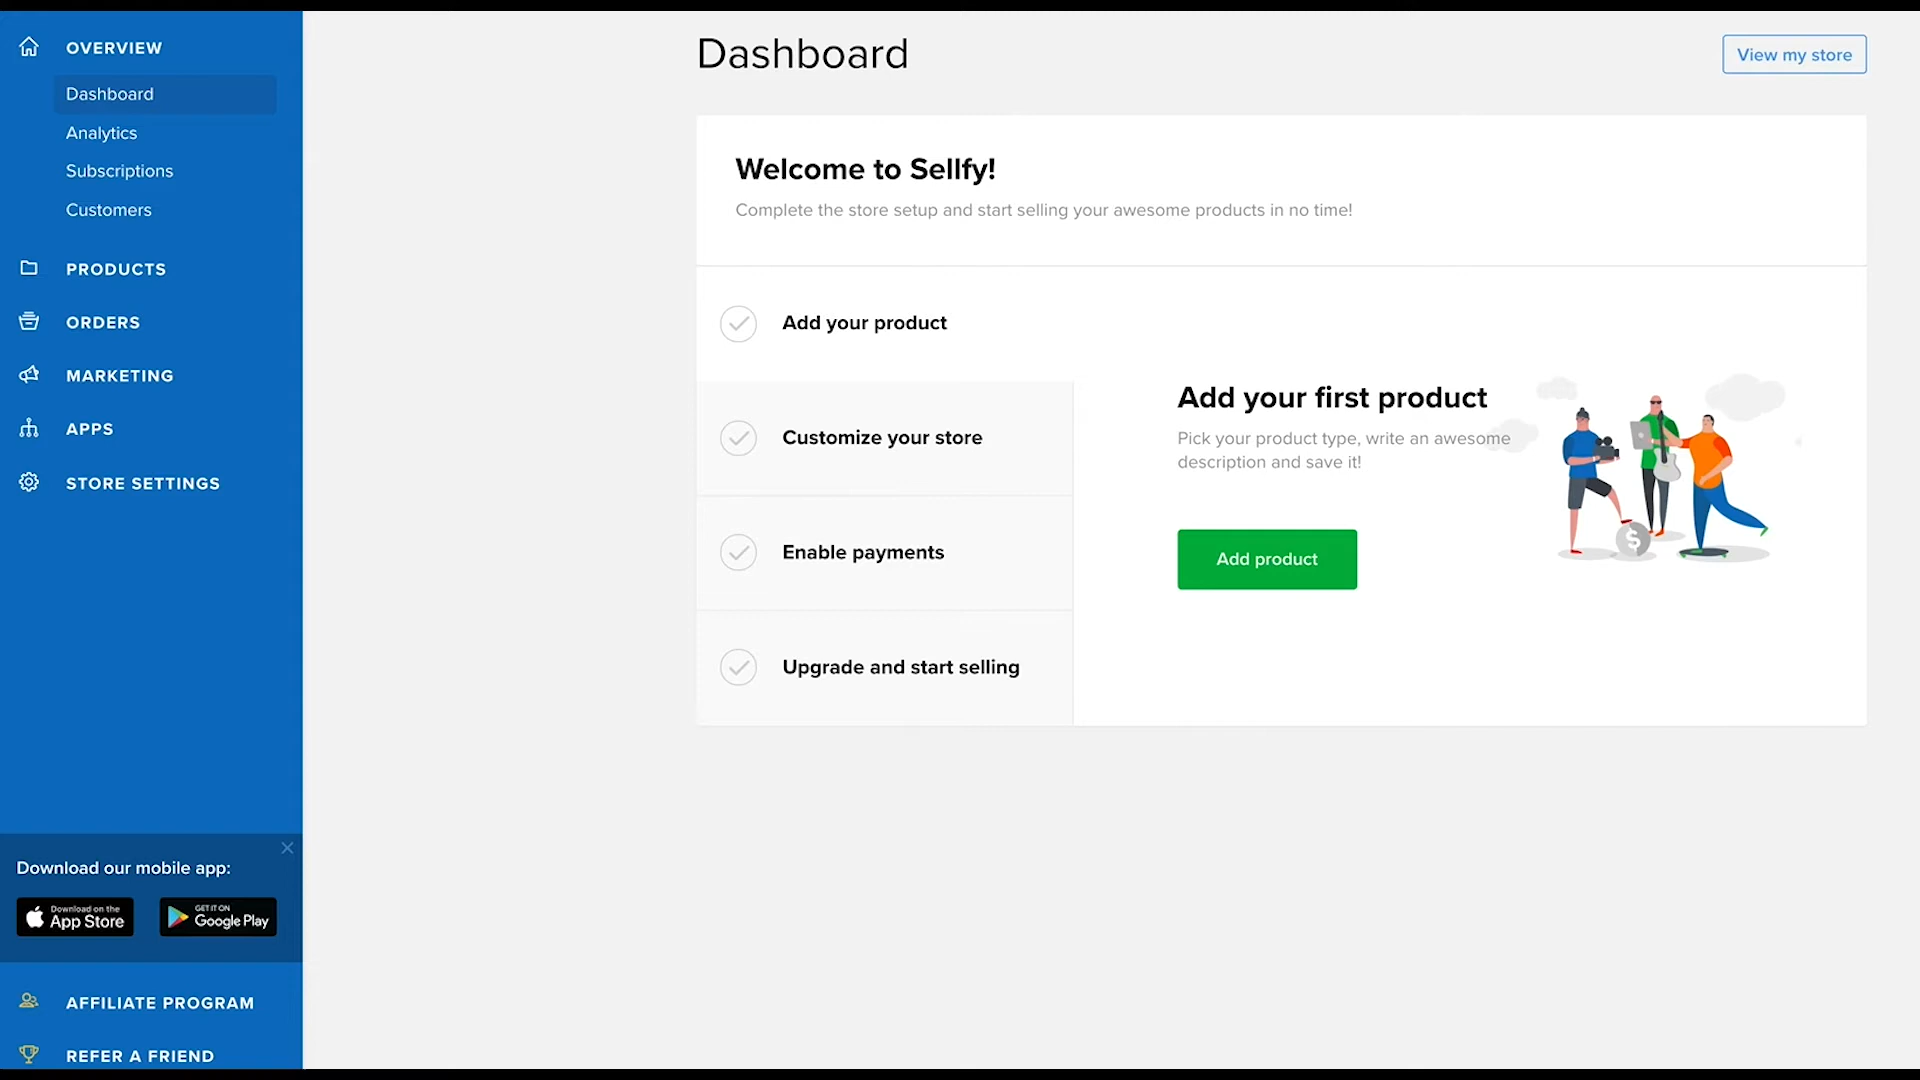 OVERVIEW
Dashboard
Analytics
Subscriptions
Customers
PRODUCTS
ORDERS
MARKETING
APPS
STORE SETTINGS
Download our mobile app:
Download on the
App Store
GET IT ON
Google Play
AFFILIATE PROGRAM
REFER A FRIEND
Dashboard
View my store
Welcome to Sellfy!
Complete the store setup and start selling your awesome products in no time!
Add your product
Customize your store
Enable payments
Upgrade and start selling
Add your first product
Pick your product type, write an awesome
description and save it!
$
Add product